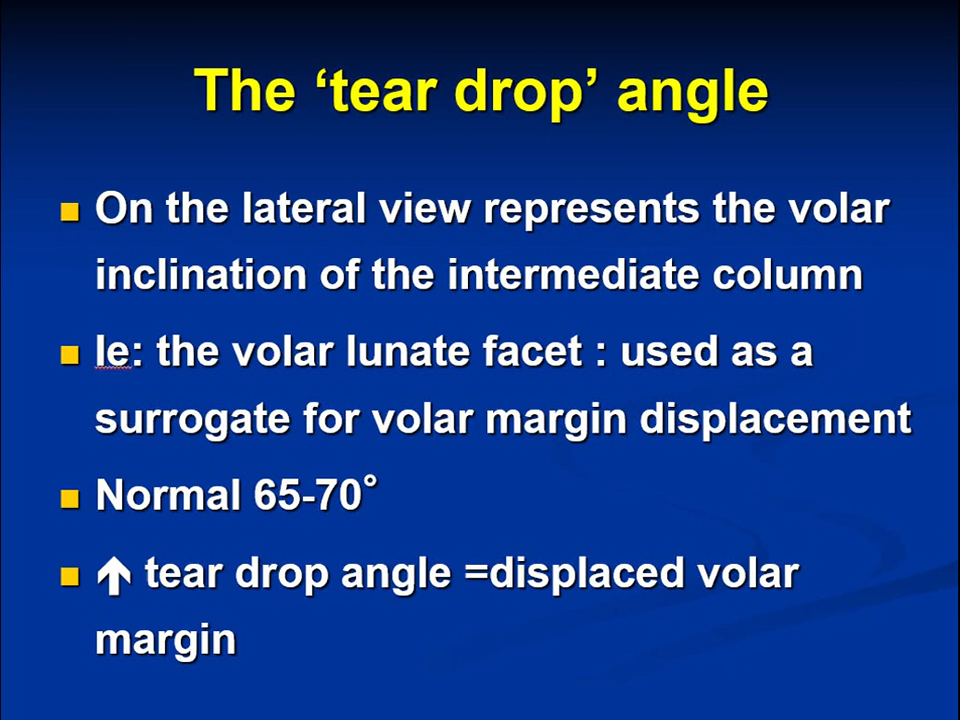 The ‘tear drop’ angle
On the lateral view represents the volar
inclination of the intermediate column
Ie: the volar lunate facet : used as a
surrogate for volar margin displacement
Normal 65-70˚
↑ tear drop angle =displaced volar
margin